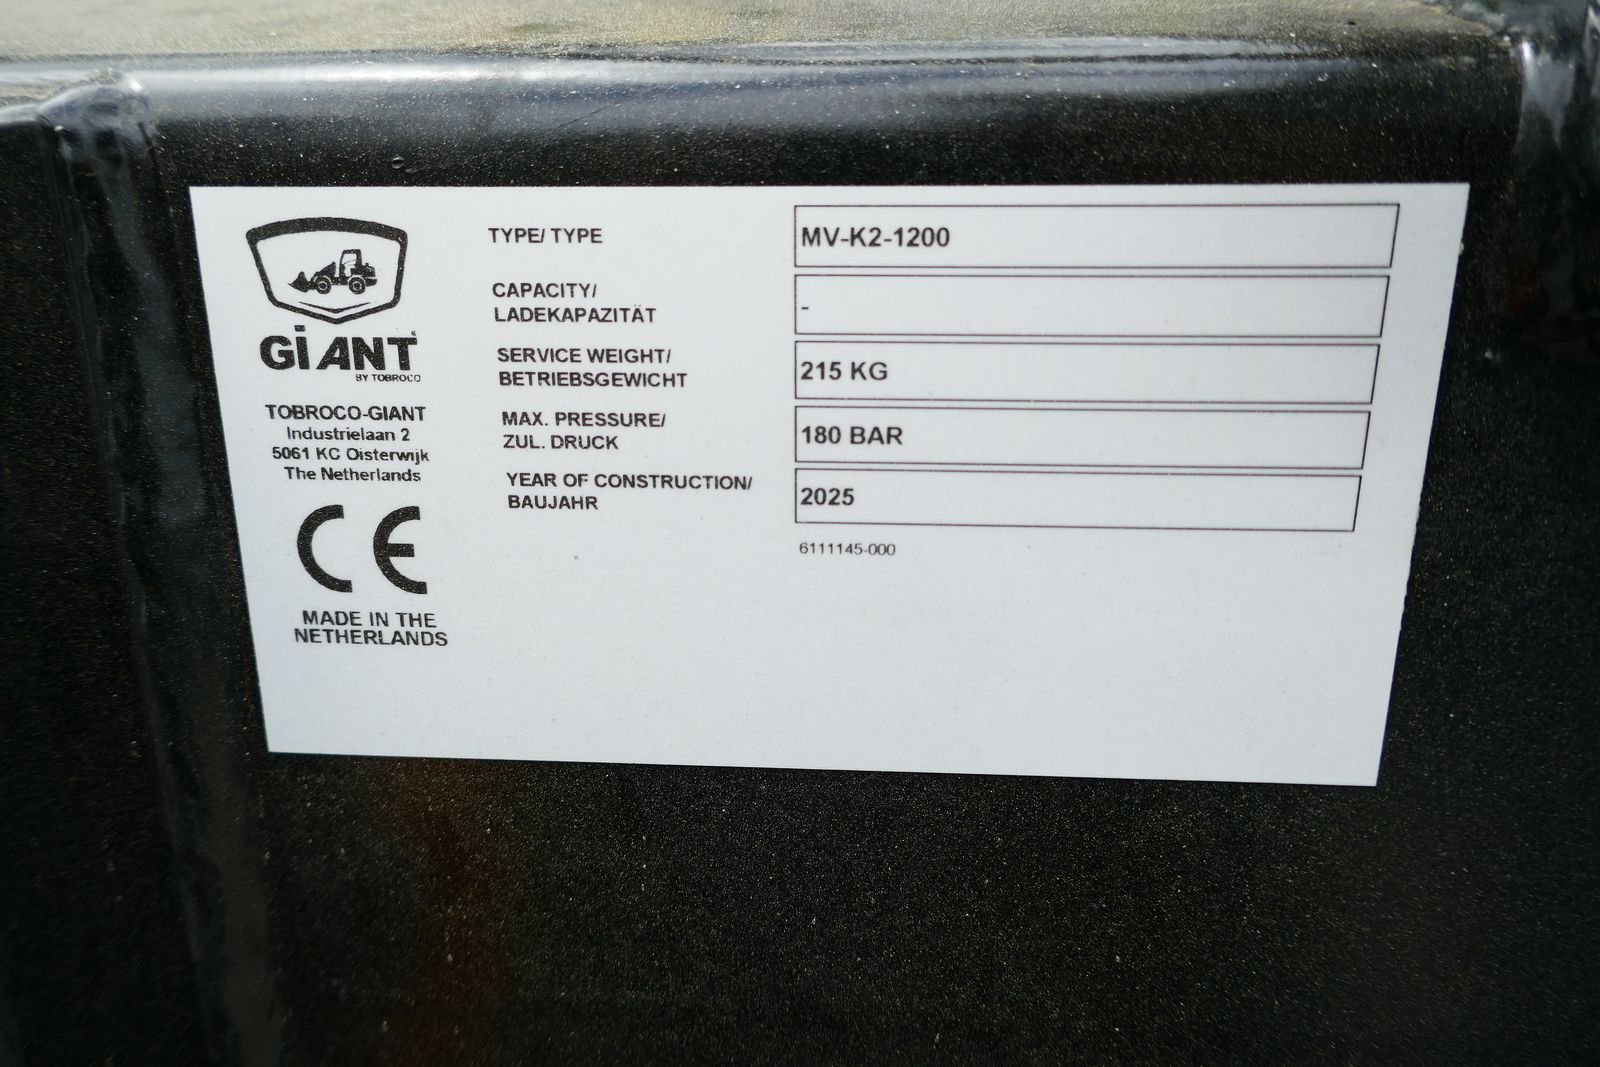 GiANT
BY TOBROCO
TOBROCO-GIANT
Industrielaan 2
5061 KC Oisterwijk
The Netherlands
CE
MADE IN THE
NETHERLANDS
TYPE/ TYPE
MV-K2-1200
CAPACITY/
LADEKAPAZITÄT
-
SERVICE WEIGHT/
BETRIEBSGEWICHT
215 KG
MAX. PRESSURE/
ZUL. DRUCK
180 BAR
YEAR OF CONSTRUCTION/
BAUJAHR
2025
6111145-000